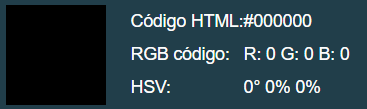 Código HTML:#000000
RGB código: R: 0 G: 0 B: 0
HSV: 0° 0% 0%